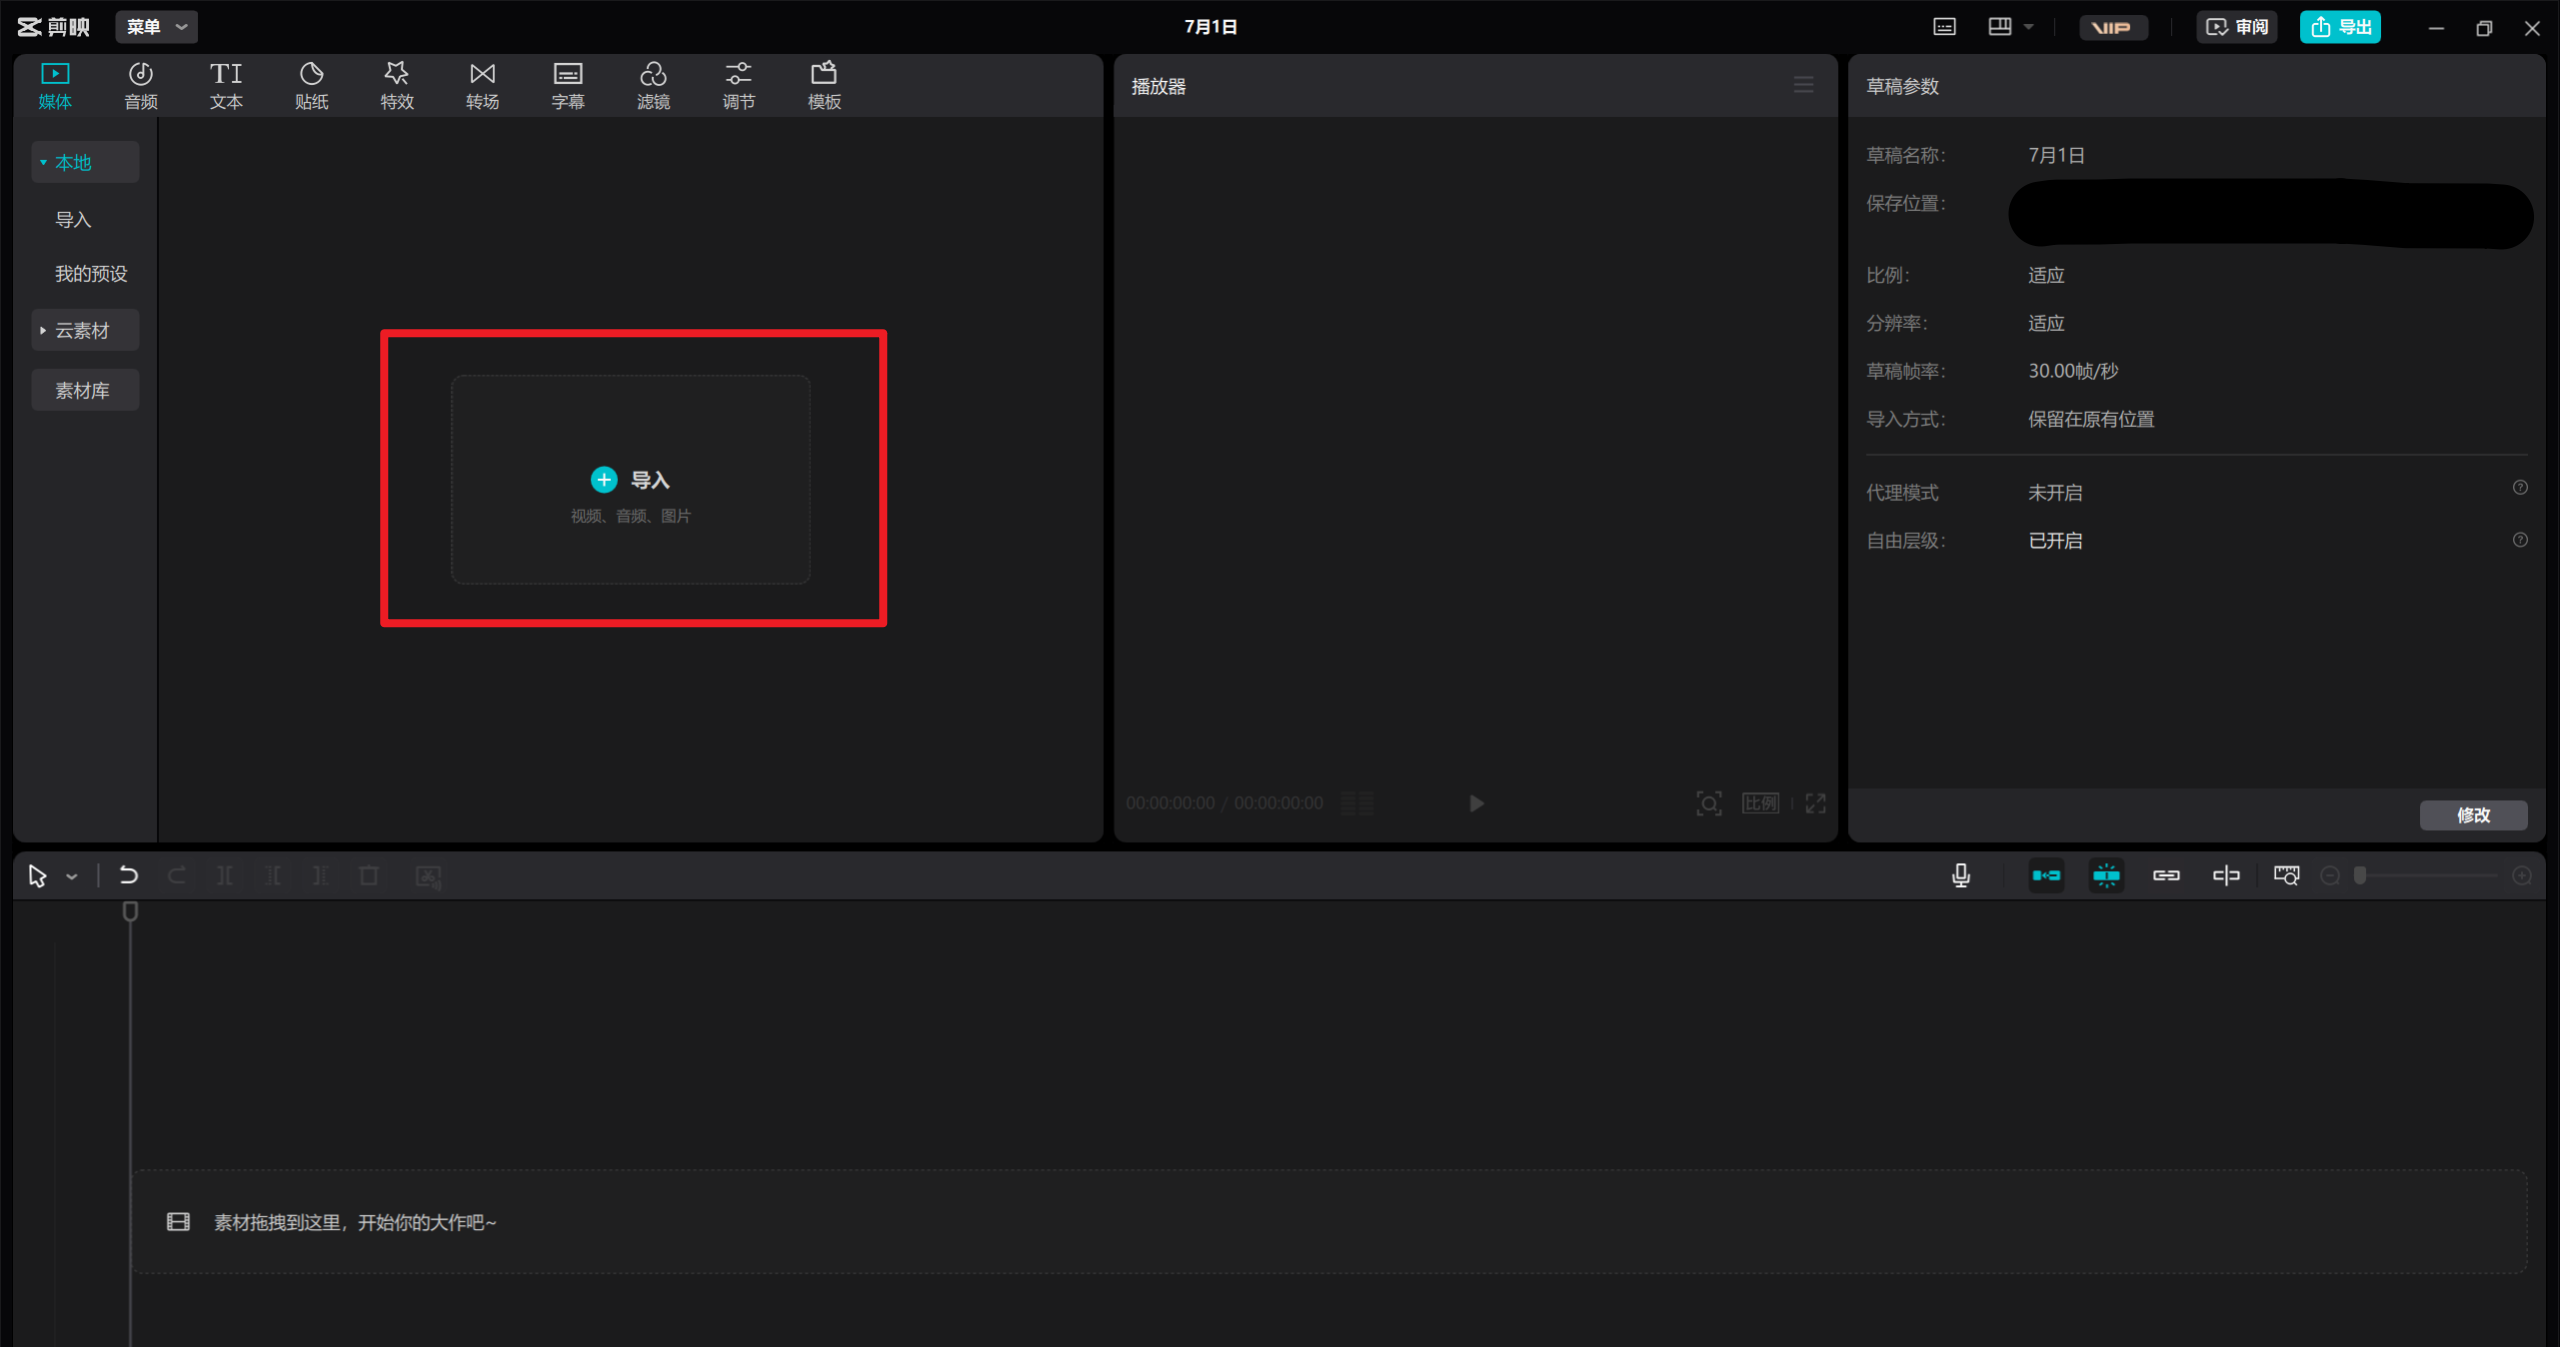 剪映 菜单 7月1日 VIP 审阅 导出
媒体 音频 文本 贴纸 特效 转场 字幕 滤镜 调节 模板
本地
导入
我的预设
云素材
素材库
导入
视频、音频、图片
播放器
00:00:00:00 / 00:00:00:00 比例
草稿参数
草稿名称: 7月1日
保存位置:
比例: 适应
分辨率: 适应
草稿帧率: 30.00帧/秒
导入方式: 保留在原有位置
代理模式 未开启
自由层级: 已开启
修改
素材拖拽到这里，开始你的大作吧~